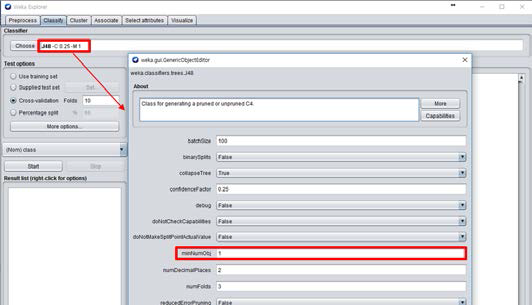 Weka Explorer
Preprocess Classify Cluster Associate Select attributes Visualize
Classifier
Choose J48 -C 0.25 -M 1
Test options
Use training set
Supplied test set Set...
Cross-validation Folds 10
Percentage split % 66
More options...
(Nom) class
Start Stop
Result list (right-click for options)
weka.gui.GenericObjectEditor
weka.classifiers.trees.J48
About
Class for generating a pruned or unpruned C4.
More
Capabilities
batchSize 100
binarySplits False
collapseTree True
confidenceFactor 0.25
debug False
doNotCheckCapabilities False
doNotMakeSplitPointActualValue False
minNumObj 1
numDecimalPlaces 2
numFolds 3
reducedErrorPruning False